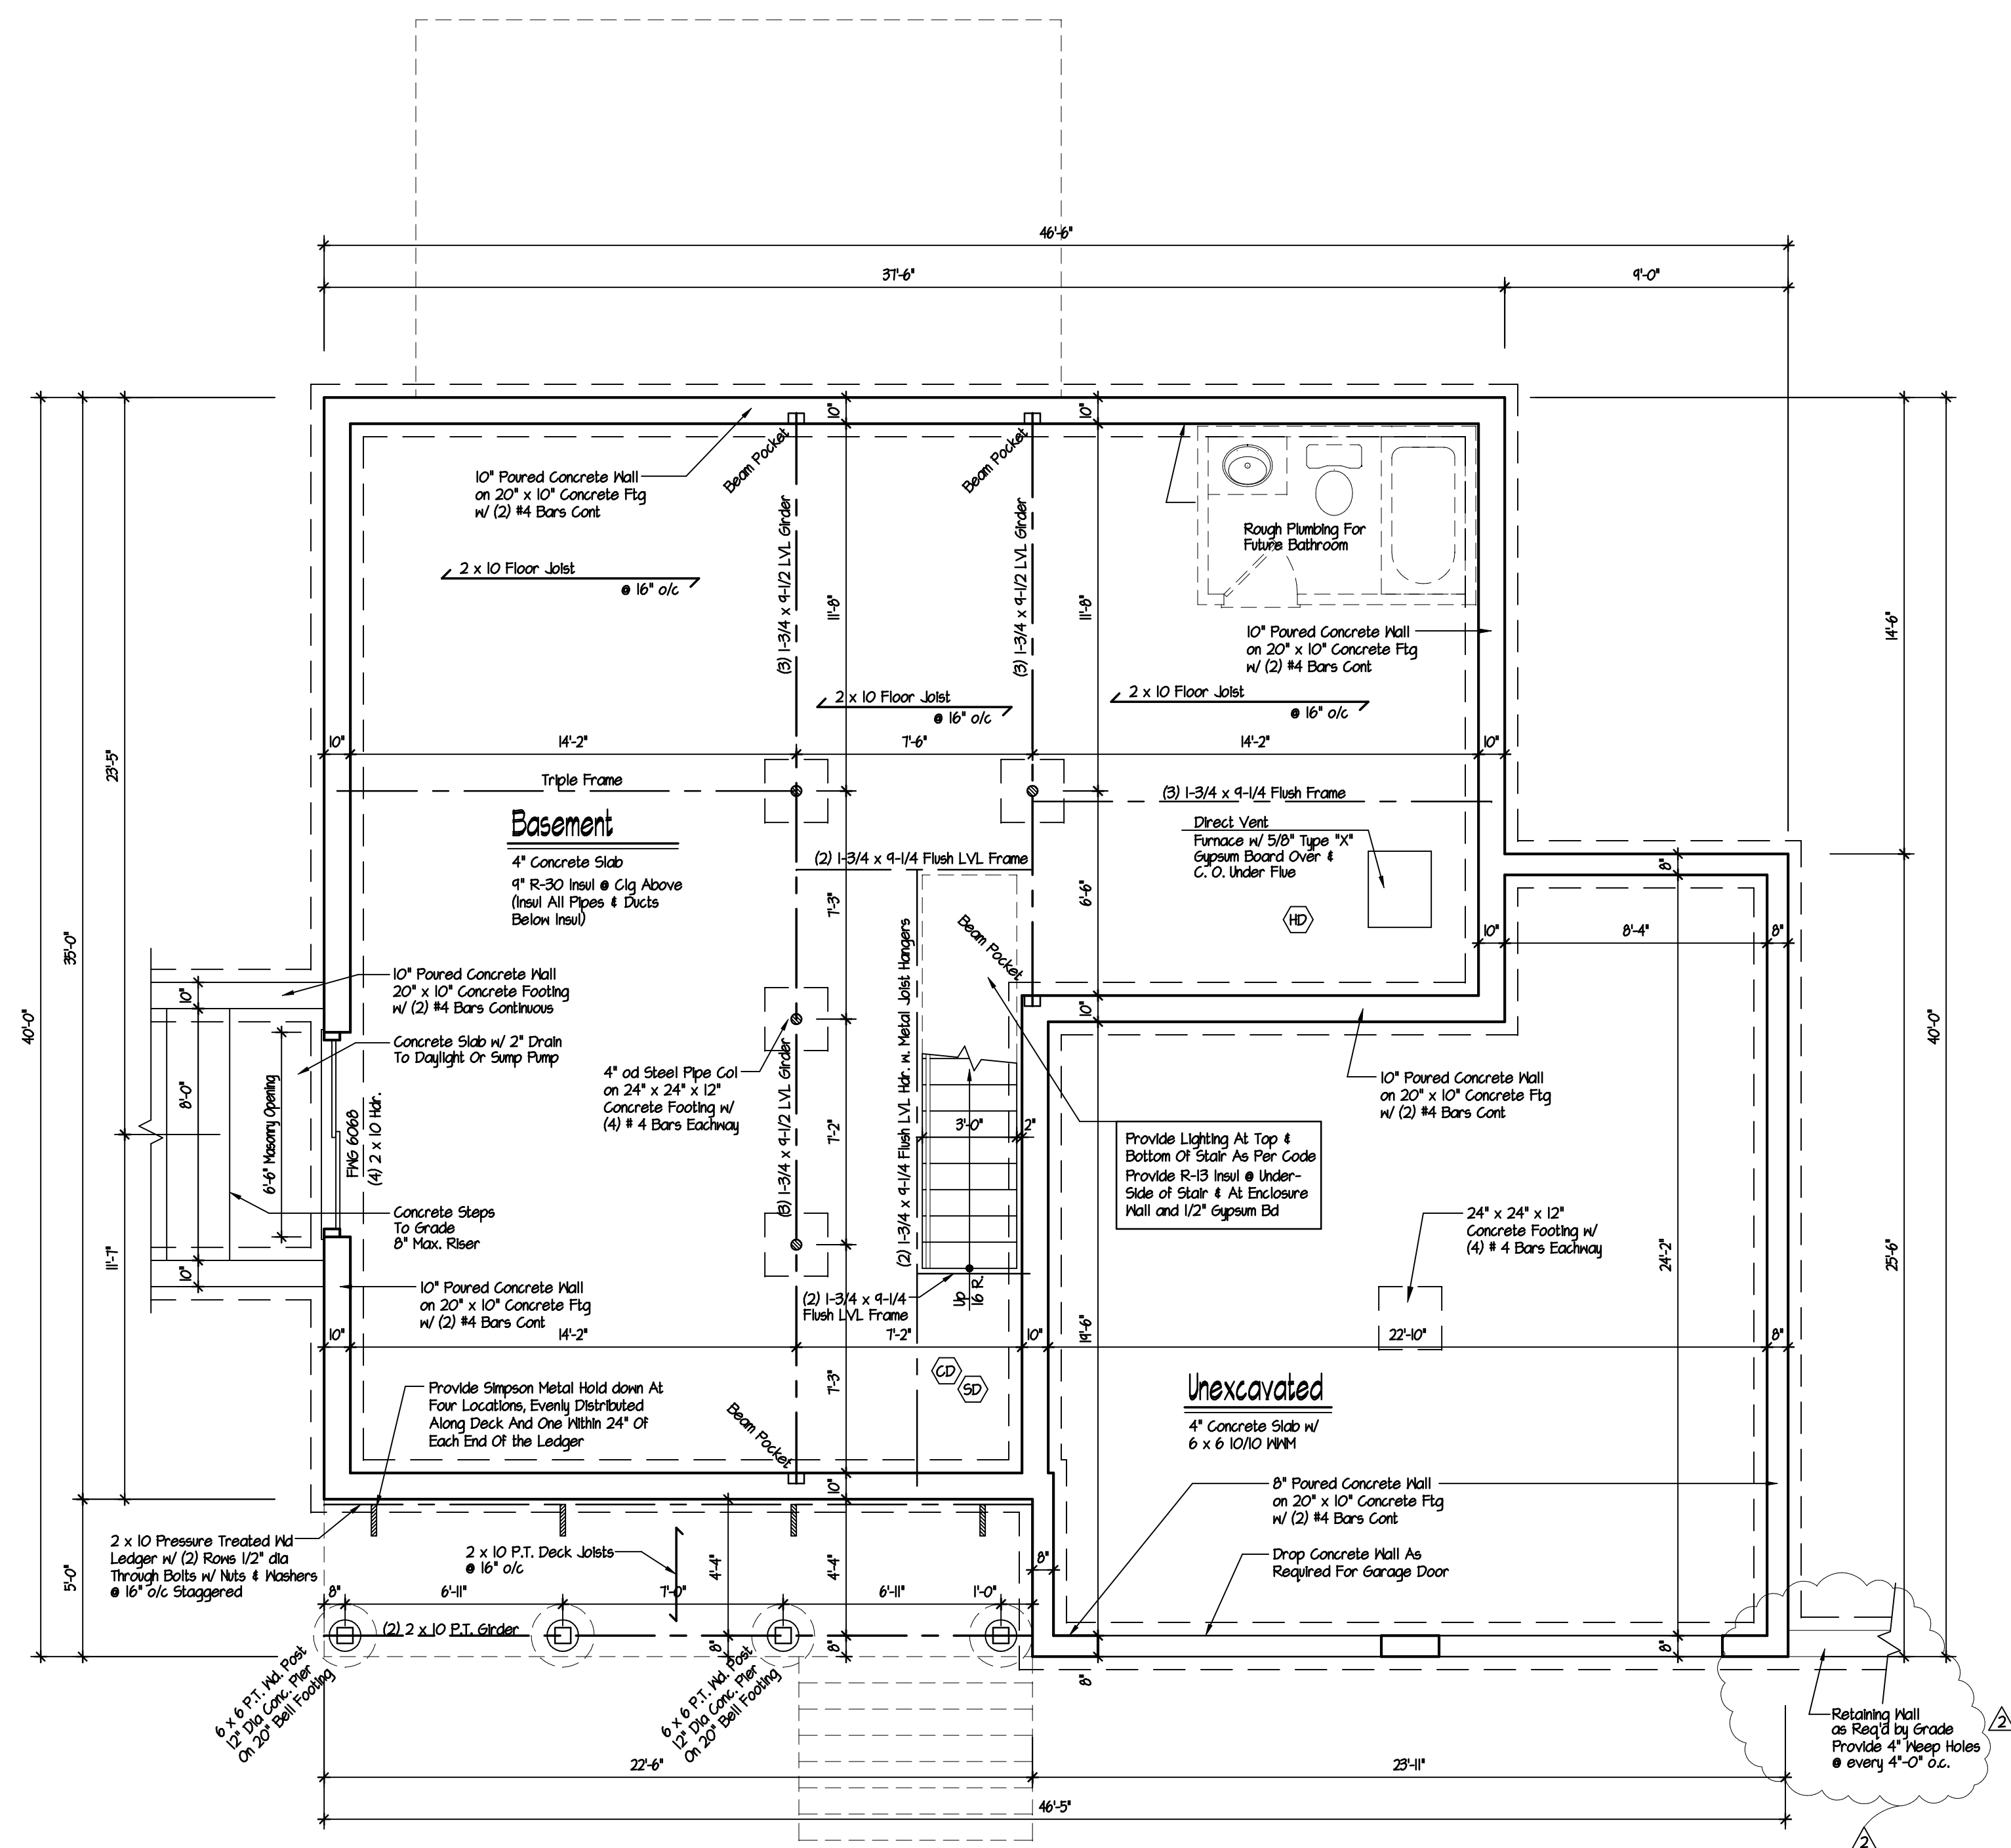 46'-6"
37'-6"
9'-0"
10"
10"
Beam Pocket
Beam Pocket
10" Poured Concrete Wall
on 20" x 10" Concrete Ftg
w/ (2) #4 Bars Cont
(3) 1-3/4 x 9-1/2 LVL Girder
(3) 1-3/4 x 9-1/2 LVL Girder
Rough Plumbing For
Future Bathroom
2 x 10 Floor Joist
@ 16" o/c
11'-8"
11'-8"
14'-6"
10" Poured Concrete Wall
on 20" x 10" Concrete Ftg
w/ (2) #4 Bars Cont
2 x 10 Floor Joist
@ 16" o/c
2 x 10 Floor Joist
@ 16" o/c
10"
14'-2"
7'-6"
14'-2"
10"
23'-5"
Triple Frame
(3) 1-3/4 x 9-1/4 Flush Frame
Basement
4" Concrete Slab
9" R-30 Insul @ Clg Above
(Insul All Pipes & Ducts
Below Insul)
Direct Vent
Furnace w/ 5/8" Type "X"
Gypsum Board Over &
C. O. Under Flue
(2) 1-3/4 x 9-1/4 Flush LVL Frame
8"
7'-3"
6'-6"
HD
10"
8'-4"
8"
35'-0"
40'-0"
40'-0"
Beam Pocket
(2) 1-3/4 x 9-1/4 Flush LVL Hdr. w. Metal Joist Hangers
10" Poured Concrete Wall
20" x 10" Concrete Footing
w/ (2) #4 Bars Continuous
10"
10"
Concrete Slab w/ 2" Drain
To Daylight Or Sump Pump
8'-0"
6'-6" Masonry Opening
FWG 6068
(4) 2 x 10 Hdr.
4" od Steel Pipe Col
on 24" x 24" x 12"
Concrete Footing w/
(4) # 4 Bars Eachway
(3) 1-3/4 x 9-1/2 LVL Girder
7'-2"
3'-0"
2"
10" Poured Concrete Wall
on 20" x 10" Concrete Ftg
w/ (2) #4 Bars Cont
Provide Lighting At Top &
Bottom Of Stair As Per Code
Provide R-13 Insul @ Under-
Side of Stair & At Enclosure
Wall and 1/2" Gypsum Bd
Concrete Steps
To Grade
8" Max. Riser
24" x 24" x 12"
Concrete Footing w/
(4) # 4 Bars Eachway
11'-7"
24'-2"
25'-6"
10"
10" Poured Concrete Wall
on 20" x 10" Concrete Ftg
w/ (2) #4 Bars Cont
(2) 1-3/4 x 9-1/4
Flush LVL Frame
Up
16 R.
10"
14'-2"
7'-2"
10"
19'-6"
22'-10"
8"
CD
SD
7'-3"
Provide Simpson Metal Hold down At
Four Locations, Evenly Distributed
Along Deck And One Within 24" Of
Each End Of the Ledger
Beam Pocket
Unexcavated
4" Concrete Slab w/
6 x 6 10/10 WWM
10"
8" Poured Concrete Wall
on 20" x 10" Concrete Ftg
w/ (2) #4 Bars Cont
2 x 10 Pressure Treated Wd
Ledger w/ (2) Rows 1/2" dia
Through Bolts w/ Nuts & Washers
@ 16" o/c Staggered
2 x 10 P.T. Deck Joists
@ 16" o/c
5'-0"
4'-4"
4'-4"
8"
Drop Concrete Wall As
Required For Garage Door
8"
6'-11"
7'-0"
6'-11"
1'-0"
(2) 2 x 10 P.T. Girder
8"
8"
8"
8"
6 x 6 P.T. Wd. Post
12" Dia Conc. Pier
On 20" Bell Footing
6 x 6 P.T. Wd. Post
12" Dia Conc. Pier
On 20" Bell Footing
Retaining Wall
as Req'd by Grade
Provide 4" Weep Holes
@ every 4"-0" o.c.
2
22'-6"
23'-11"
46'-5"
2